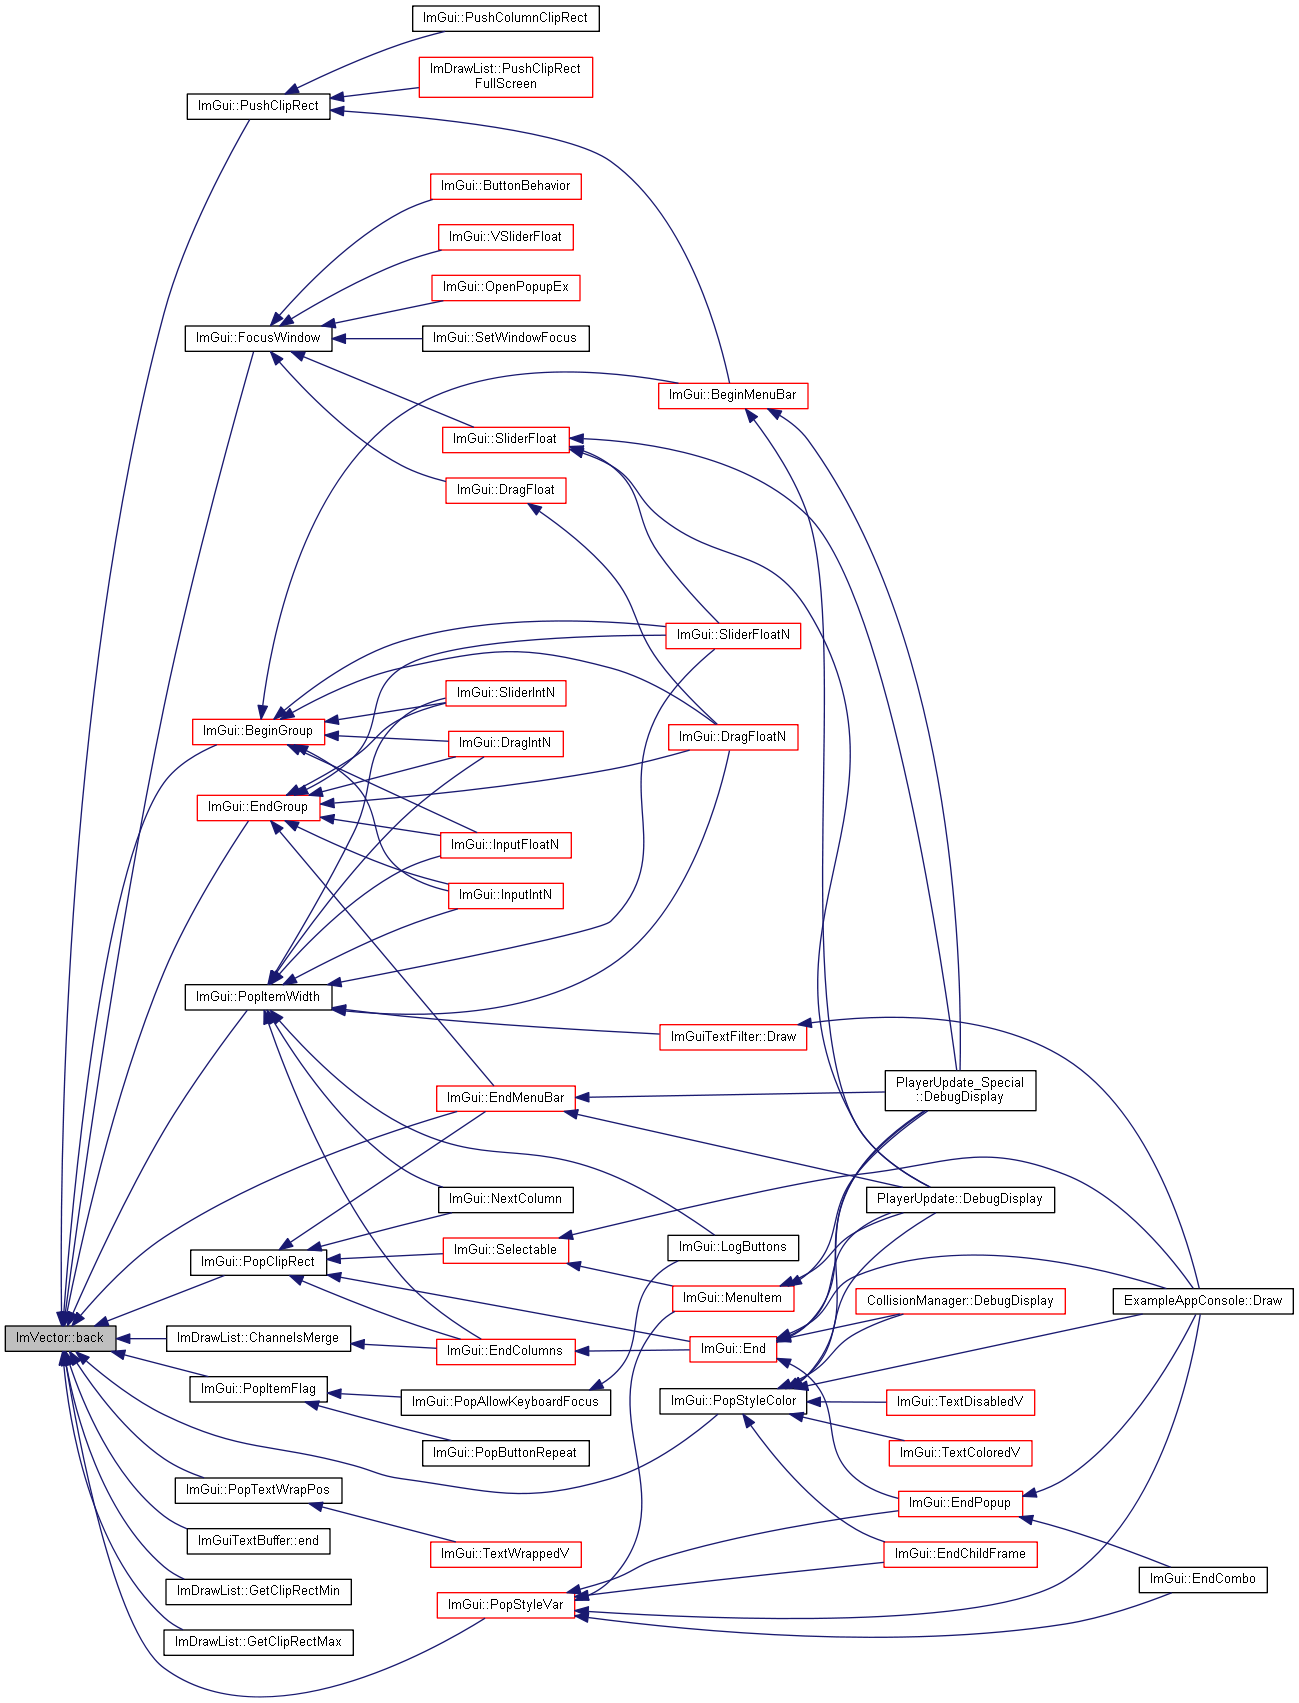 ImGui::PushColumnClipRect
ImDrawList::PushClipRect
FullScreen
ImGui::PushClipRect
ImGui::ButtonBehavior
ImGui::VSliderFloat
ImGui::OpenPopupEx
ImGui::FocusWindow
ImGui::SetWindowFocus
ImGui::BeginMenuBar
ImGui::SliderFloat
ImGui::DragFloat
ImGui::SliderFloatN
ImGui::SliderIntN
ImGui::BeginGroup
ImGui::DragIntN
ImGui::DragFloatN
ImGui::EndGroup
ImGui::InputFloatN
ImGui::InputIntN
ImGui::PopItemWidth
ImGuiTextFilter::Draw
PlayerUpdate_Special
::DebugDisplay
ImGui::EndMenuBar
ImGui::NextColumn
PlayerUpdate::DebugDisplay
ImGui::PopClipRect
ImGui::Selectable
ImGui::LogButtons
ImGui::MenuItem
CollisionManager::DebugDisplay
ExampleAppConsole::Draw
ImVector::back
ImDrawList::ChannelsMerge
ImGui::EndColumns
ImGui::End
ImGui::PopItemFlag
ImGui::PopAllowKeyboardFocus
ImGui::PopStyleColor
ImGui::TextDisabledV
ImGui::PopButtonRepeat
ImGui::TextColoredV
ImGui::PopTextWrapPos
ImGui::EndPopup
ImGuiTextBuffer::end
ImGui::TextWrappedV
ImGui::EndChildFrame
ImDrawList::GetClipRectMin
ImGui::PopStyleVar
ImGui::EndCombo
ImDrawList::GetClipRectMax